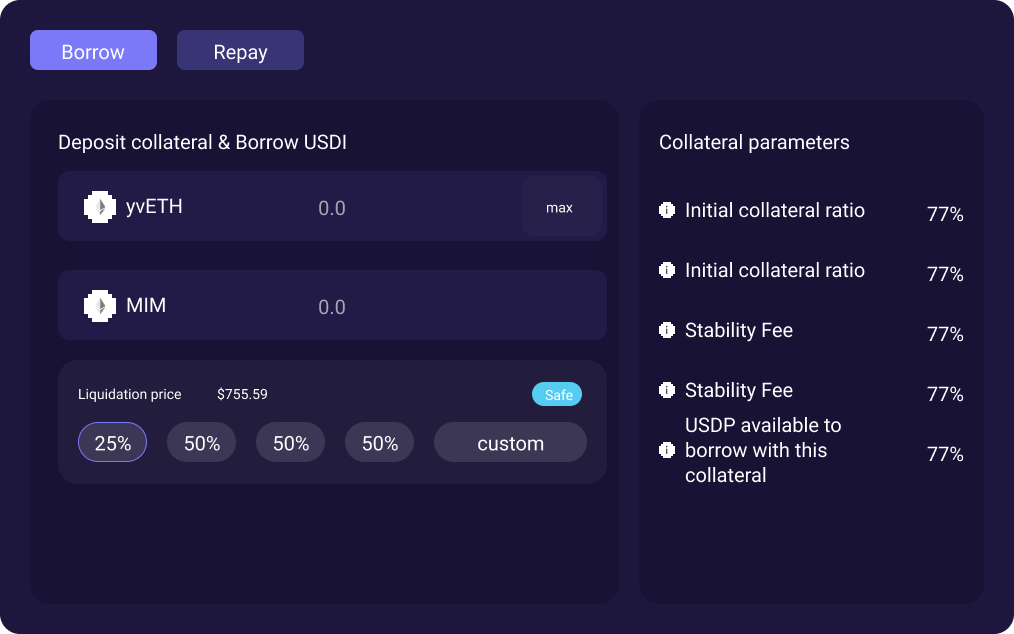 Borrow
Repay
Deposit collateral & Borrow USDI
yvETH 0.0 max
MIM 0.0
Liquidation price $755.59 Safe
25% 50% 50% 50% custom
Collateral parameters
Initial collateral ratio 77%
Initial collateral ratio 77%
Stability Fee 77%
Stability Fee 77%
USDP available to
borrow with this 77%
collateral